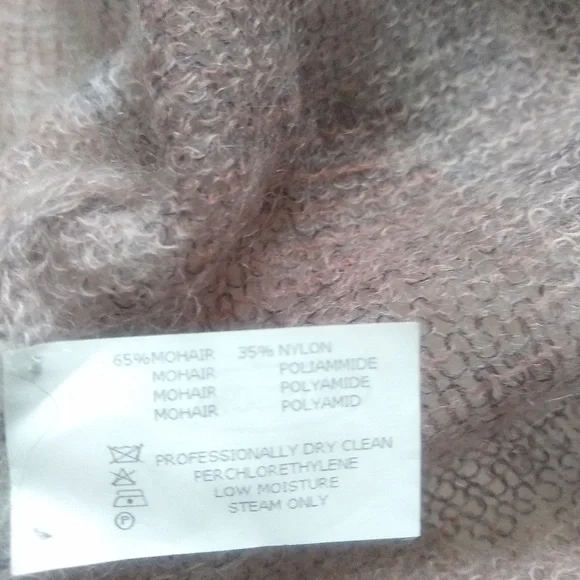 65%MOHAIR 35% NYLON
MOHAIR POLIAMMIDE
MOHAIR POLYAMIDE
MOHAIR POLYAMID
PROFESSIONALLY DRY CLEAN
PERCHLORETHYLENE
LOW MOISTURE
STEAM ONLY
P